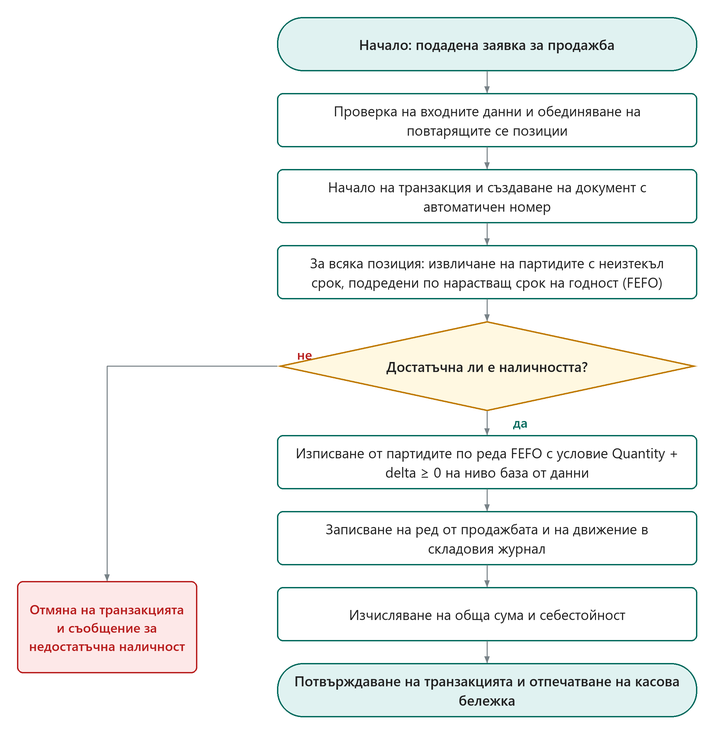 Начало: подадена заявка за продажба
Проверка на входните данни и обединяване на
повтарящите се позиции
Начало на транзакция и създаване на документ с
автоматичен номер
За всяка позиция: извличане на партидите с неизтекъл
срок, подредени по нарастващ срок на годност (FEFO)
не
Достатъчна ли е наличността?
да
Изписване от партидите по реда FEFO с условие Quantity +
delta ≥ 0 на ниво база от данни
Записване на ред от продажбата и на движение в
складовия журнал
Отмяна на транзакцията
и съобщение за
недостатъчна наличност
Изчисляване на обща сума и себестойност
Потвърждаване на транзакцията и отпечатване на касова
бележка